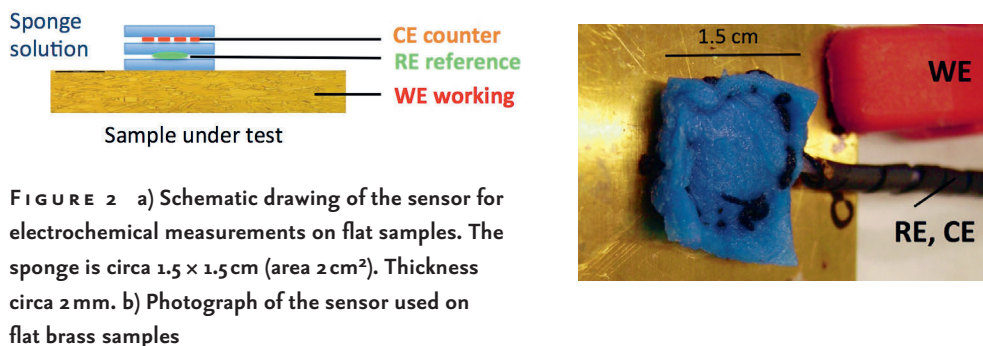 Sponge
solution
CE counter
RE reference
WE working
Sample under test
FIGURE 2 a) Schematic drawing of the sensor for
electrochemical measurements on flat samples. The
sponge is circa 1.5 × 1.5 cm (area 2 cm²). Thickness
circa 2 mm. b) Photograph of the sensor used on
flat brass samples
1.5 cm
WE
RE, CE